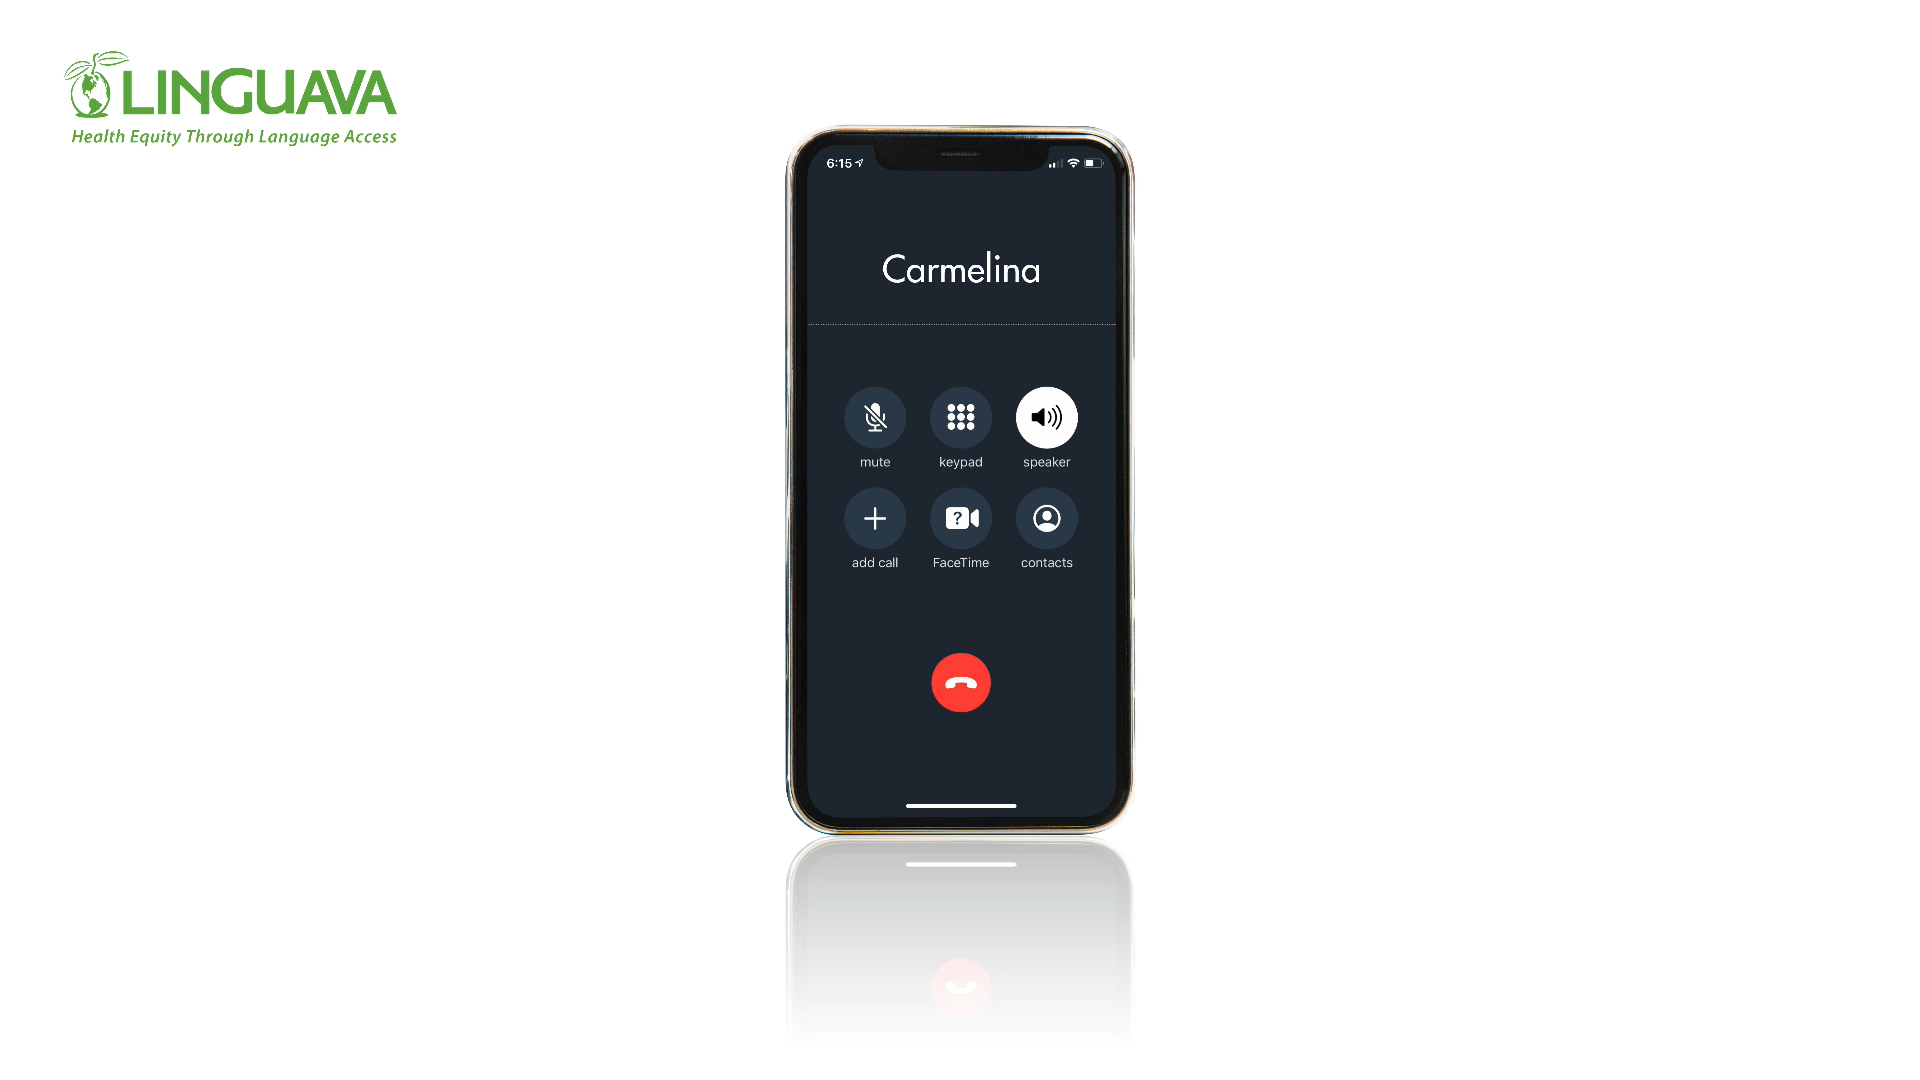 LINGUAVA
Health Equity Through Language Access
6:15
Carmelina
mute
keypad
speaker
add call
FaceTime
contacts